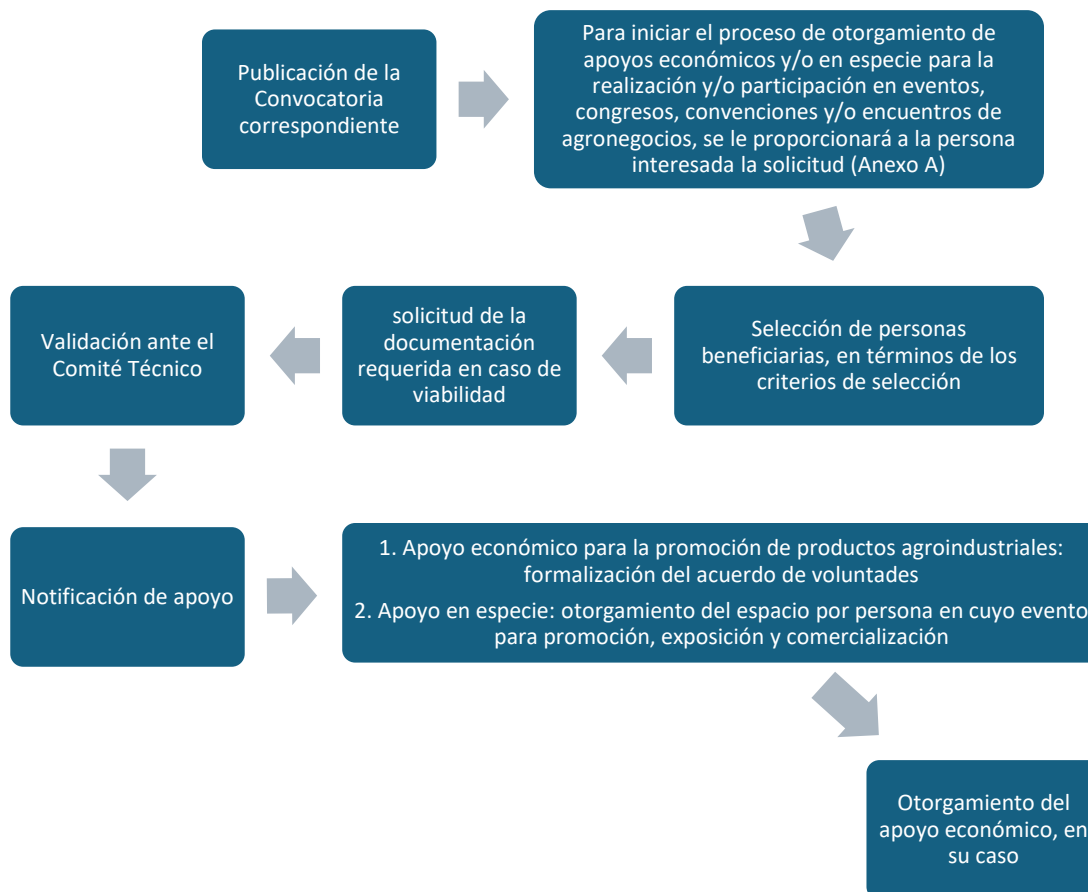 Publicación de la
Convocatoria
correspondiente
Para iniciar el proceso de otorgamiento de
apoyos económicos y/o en especie para la
realización y/o participación en eventos,
congresos, convenciones y/o encuentros de
agronegocios, se le proporcionará a la persona
interesada la solicitud (Anexo A)
Selección de personas
beneficiarias, en términos de los
criterios de selección
solicitud de la
documentación
requerida en caso de
viabilidad
Validación ante el
Comité Técnico
Notificación de apoyo
1. Apoyo económico para la promoción de productos agroindustriales:
formalización del acuerdo de voluntades
2. Apoyo en especie: otorgamiento del espacio por persona en cuyo evento
para promoción, exposición y comercialización
Otorgamiento del
apoyo económico, en
su caso